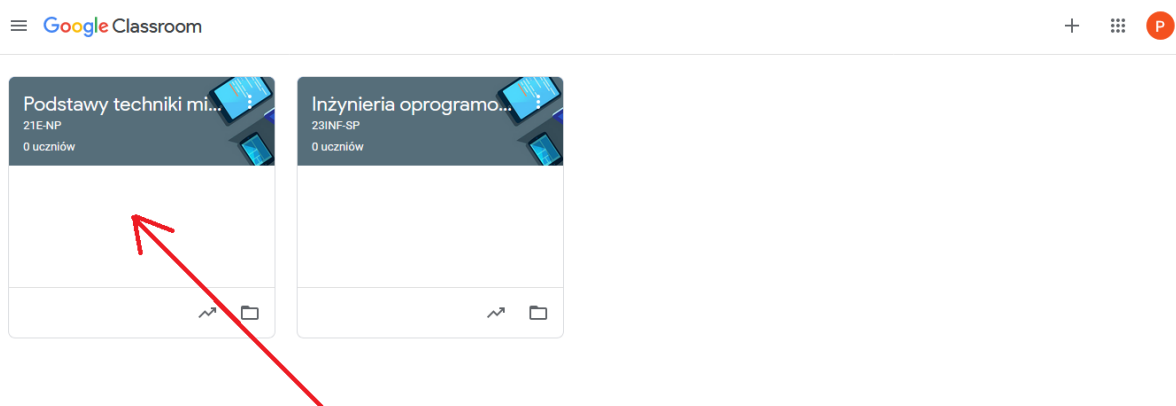 Google Classroom
P
Podstawy techniki mi...
21E-NP
0 uczniów
Inżynieria oprogramo...
23INF-SP
0 uczniów